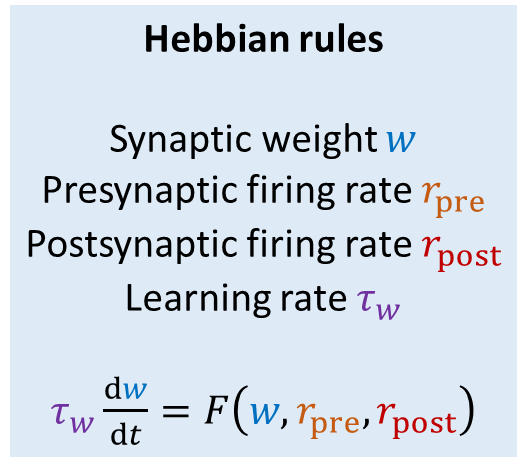 Hebbian rules
Synaptic weight w
Presynaptic firing rate r_pre
Postsynaptic firing rate r_post
Learning rate τ_w
τ_w dw/dt = F(w, r_pre, r_post)